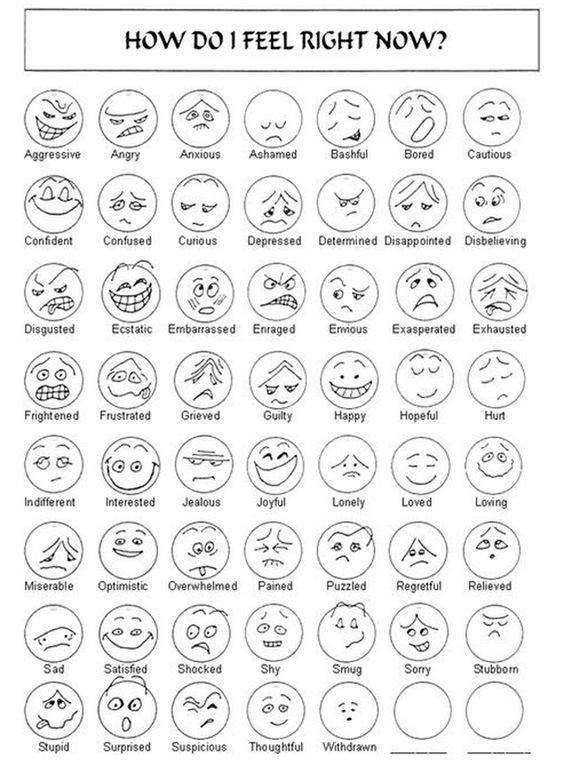 HOW DO I FEEL RIGHT NOW?
Aggressive Angry Anxious Ashamed Bashful Bored Cautious
Confident Confused Curious Depressed Determined Disappointed Disbelieving
Disgusted Ecstatic Embarrassed Enraged Envious Exasperated Exhausted
Frightened Frustrated Grieved Guilty Happy Hopeful Hurt
Indifferent Interested Jealous Joyful Lonely Loved Loving
Miserable Optimistic Overwhelmed Pained Puzzled Regretful Relieved
Sad Satisfied Shocked Shy Smug Sorry Stubborn
Stupid Surprised Suspicious Thoughtful Withdrawn